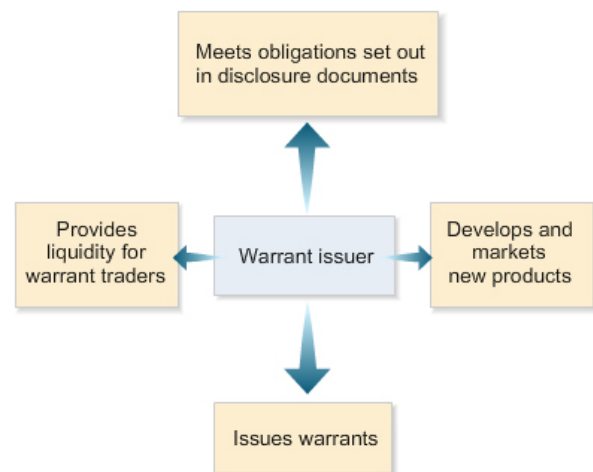 Meets obligations set out
in disclosure documents
Provides
liquidity for
warrant traders
Warrant issuer
Develops and
markets
new products
Issues warrants